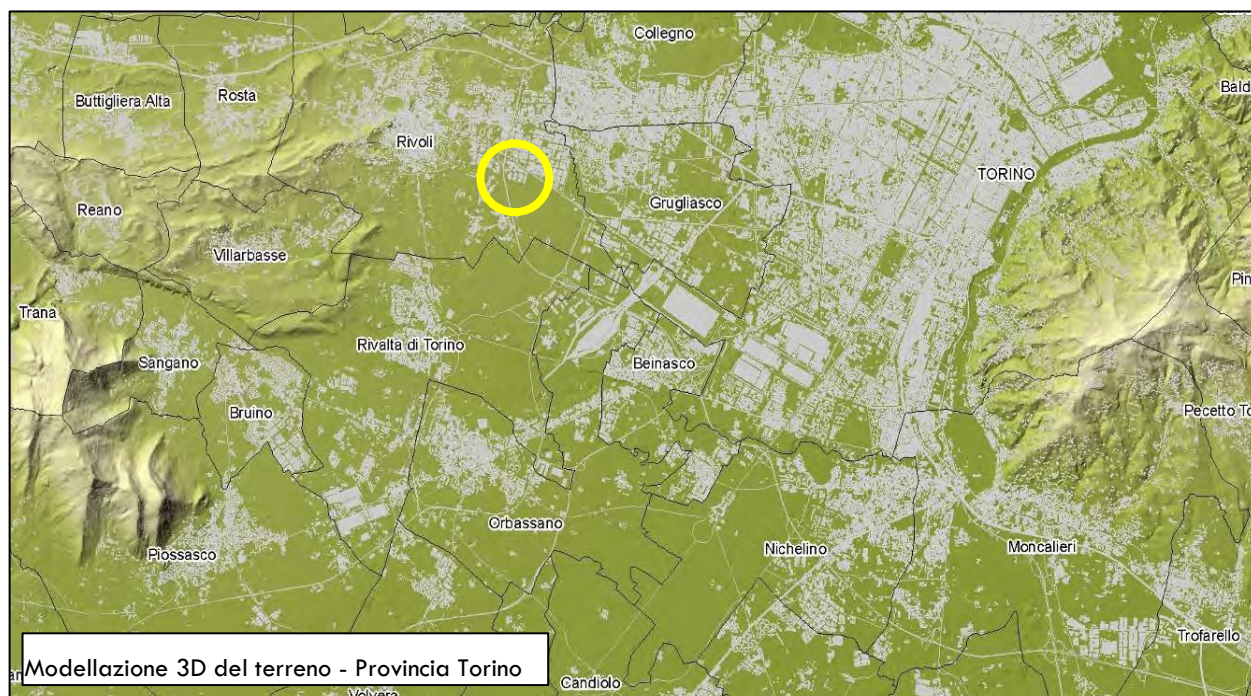 Collegno
Rosta
Buttigliera Alta
Bald
Rivoli
TORINO
Reano
Grugliasco
Villarbasse
Pin
Trana
Rivalta di Torino
Sangano
Beinasco
Bruino
Pecetto To
Orbassano
Piossasco
Nichelino
Moncalieri
Trofarello
Modellazione 3D del terreno - Provincia Torino
Candiolo
Volvera